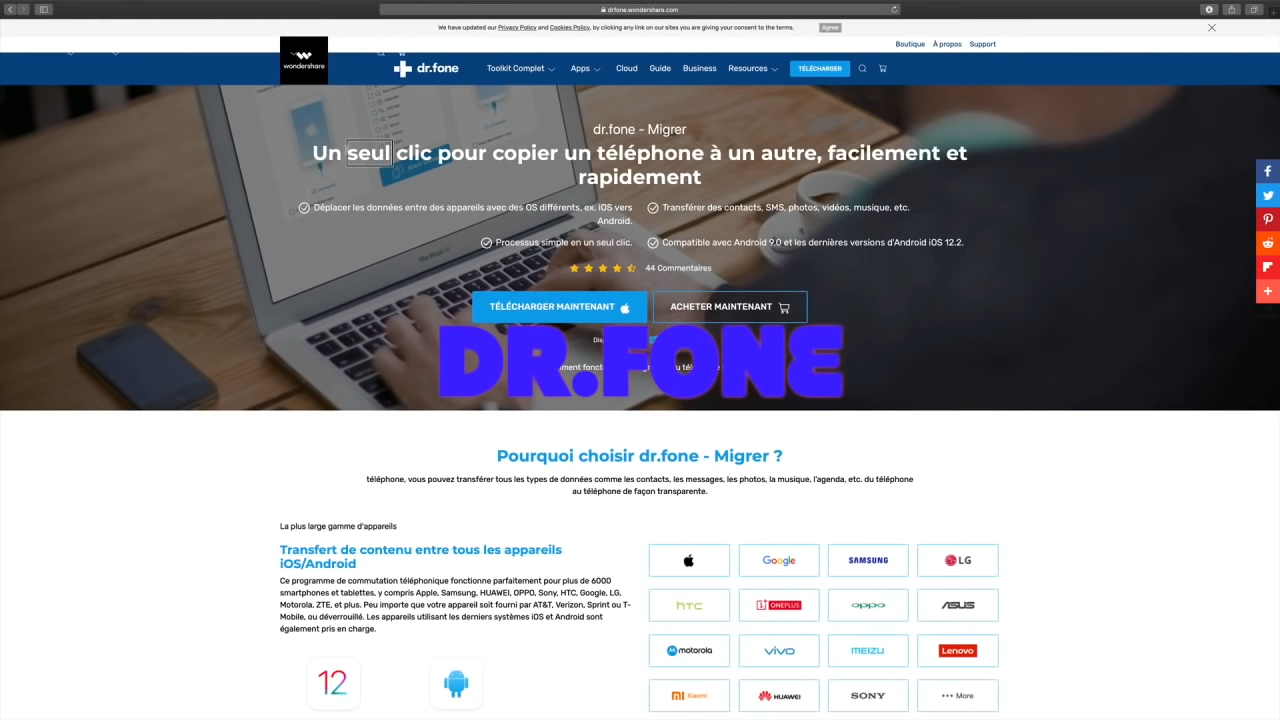 drfone.wondershare.com
We have updated our Privacy Policy and Cookies Policy, by clicking any link on our sites you are giving your consent to the terms.
Agree
Boutique À propos Support
wondershare
dr.fone
Toolkit Complet Apps Cloud Guide Business Resources TÉLÉCHARGER
dr.fone - Migrer
Un seul clic pour copier un téléphone à un autre, facilement et
rapidement
Déplacer les données entre des appareils avec des OS différents, ex. iOS vers
Android.
Transférer des contacts, SMS, photos, vidéos, musique, etc.
Processus simple en un seul clic.
Compatible avec Android 9.0 et les dernières versions d'Android iOS 12.2.
44 Commentaires
TÉLÉCHARGER MAINTENANT
ACHETER MAINTENANT
DR.FONE
Pourquoi choisir dr.fone - Migrer ?
téléphone, vous pouvez transférer tous les types de données comme les contacts, les messages, les photos, la musique, l'agenda, etc. du téléphone
au téléphone de façon transparente.
La plus large gamme d'appareils
Transfert de contenu entre tous les appareils
iOS/Android
Ce programme de commutation téléphonique fonctionne parfaitement pour plus de 6000
smartphones et tablettes, y compris Apple, Samsung, HUAWEI, OPPO, Sony, HTC, Google, LG,
Motorola, ZTE, et plus. Peu importe que votre appareil soit fourni par AT&T, Verizon, Sprint ou T-
Mobile, ou déverrouillé. Les appareils utilisant les derniers systèmes iOS et Android sont
également pris en charge.
12
Google SAMSUNG LG
hTC ONEPLUS oppo ASUS
motorola vivo MEIZU Lenovo
mi Xiaomi HUAWEI SONY More